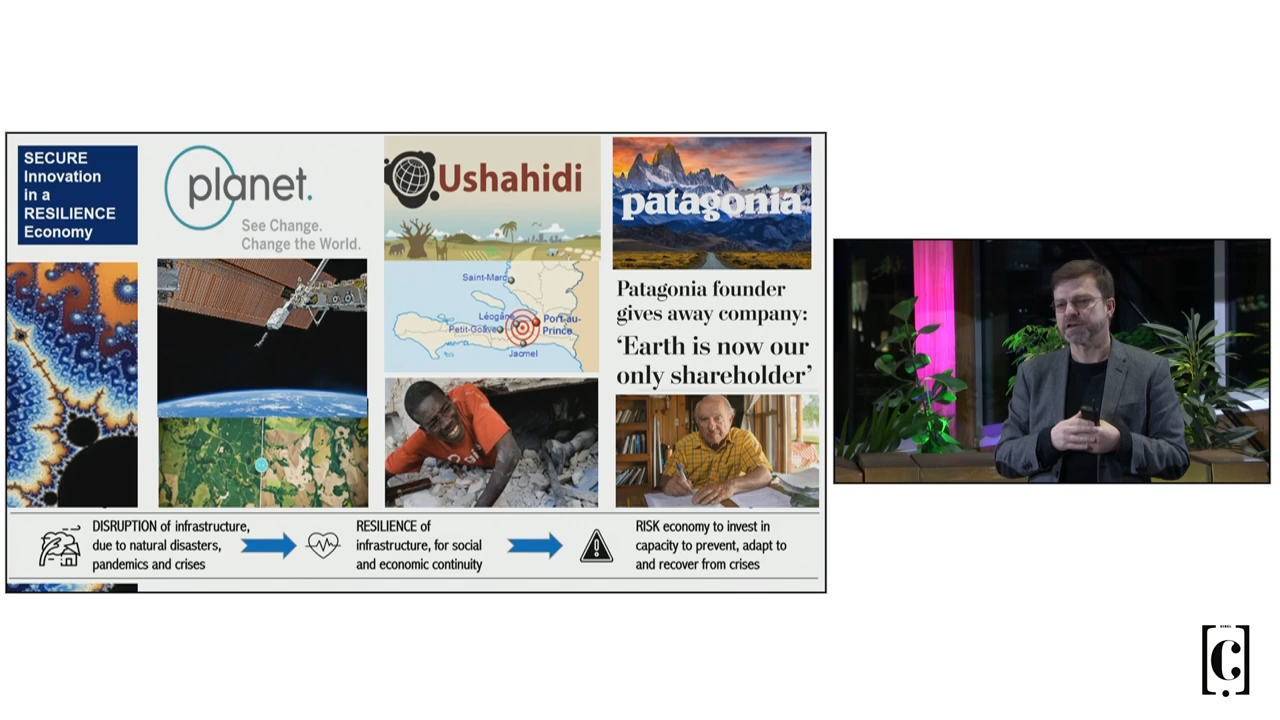 SECURE
Innovation
in a
RESILIENCE
Economy
planet.
See Change.
Change the World.
Ushahidi
Saint-Marc
Léogâne
Port-au-
Prince
Petit-Goâve
Jacmel
patagonia
Patagonia founder
gives away company:
‘Earth is now our
only shareholder’
DISRUPTION of infrastructure,
due to natural disasters,
pandemics and crises
RESILIENCE of
infrastructure, for social
and economic continuity
RISK economy to invest in
capacity to prevent, adapt to
and recover from crises
[Ç]